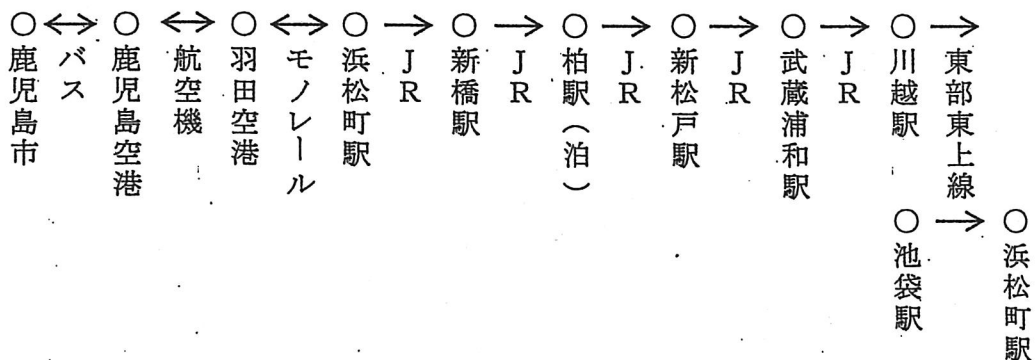 ○鹿児島市
↔バス
○鹿児島空港
↔航空機
○羽田空港
↔モノレール
○浜松町駅
→JR
○新橋駅
→JR
○柏駅（泊）
→JR
○新松戸駅
→JR
○武蔵浦和駅
→JR
○川越駅
→東部東上線
○池袋駅
→
○浜松町駅